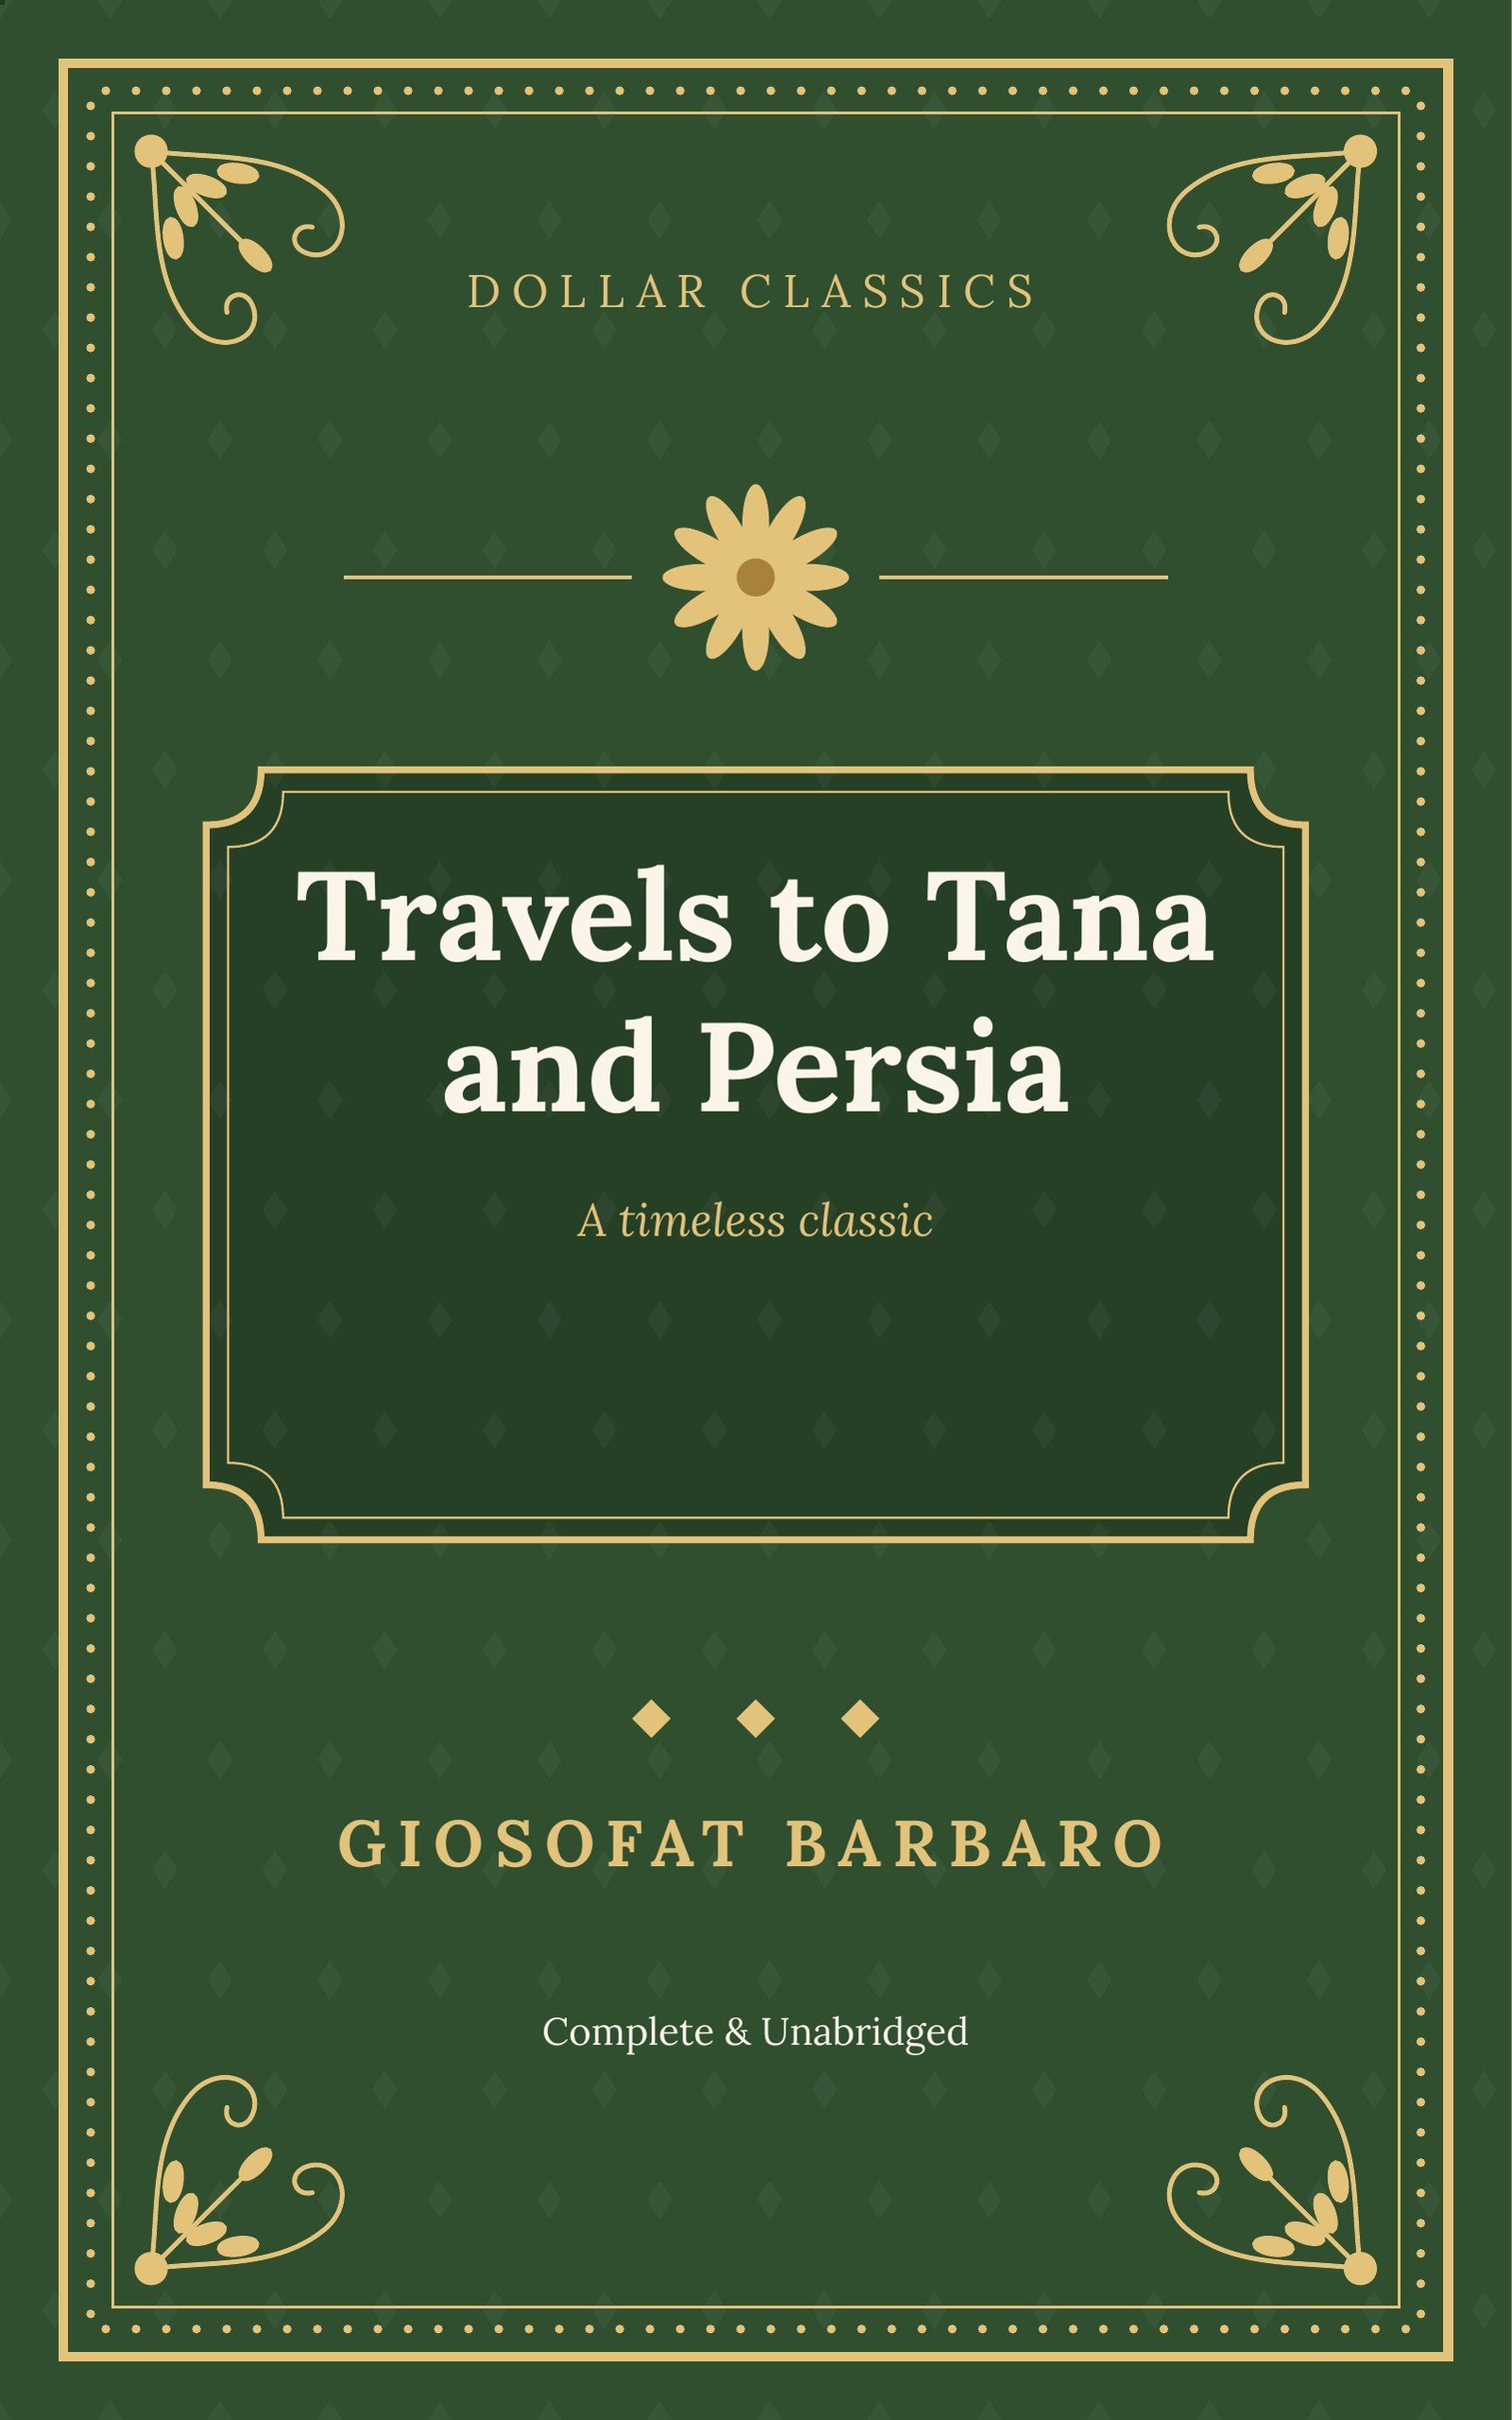 DOLLAR CLASSICS
Travels to Tana
and Persia
A timeless classic
GIOSOFAT BARBARO
Complete & Unabridged